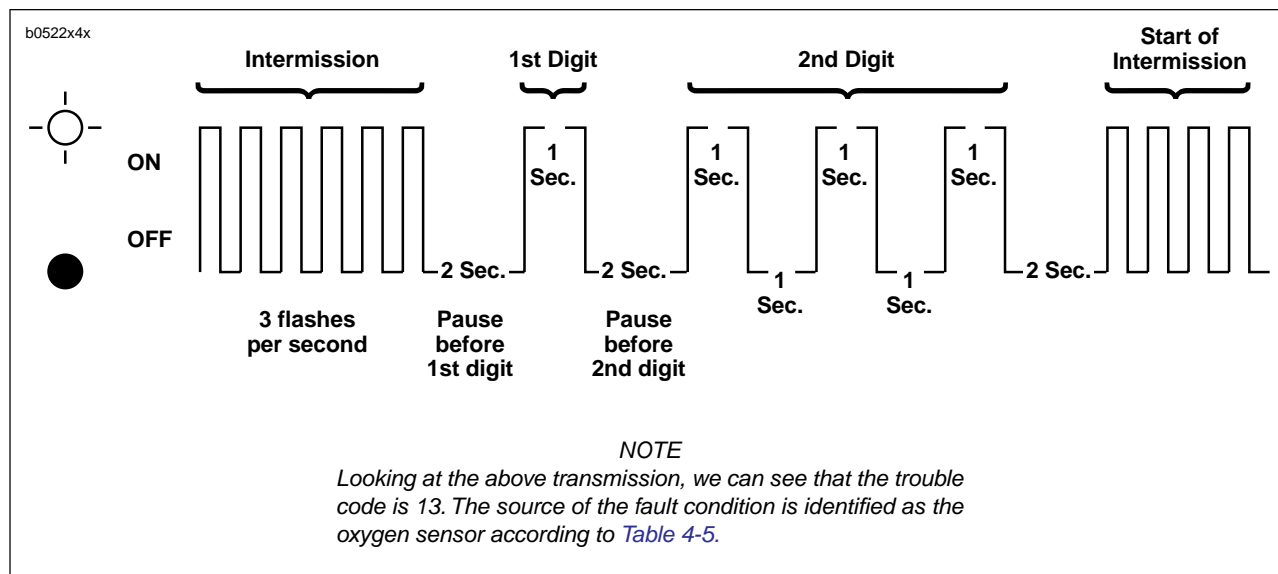 b0522x4x
Intermission
1st Digit
2nd Digit
Start of
Intermission
ON
OFF
1
Sec.
1
Sec.
1
Sec.
1
Sec.
2 Sec.
2 Sec.
1
Sec.
1
Sec.
2 Sec.
3 flashes
per second
Pause
before
1st digit
Pause
before
2nd digit
NOTE
Looking at the above transmission, we can see that the trouble
code is 13. The source of the fault condition is identified as the
oxygen sensor according to Table 4-5.